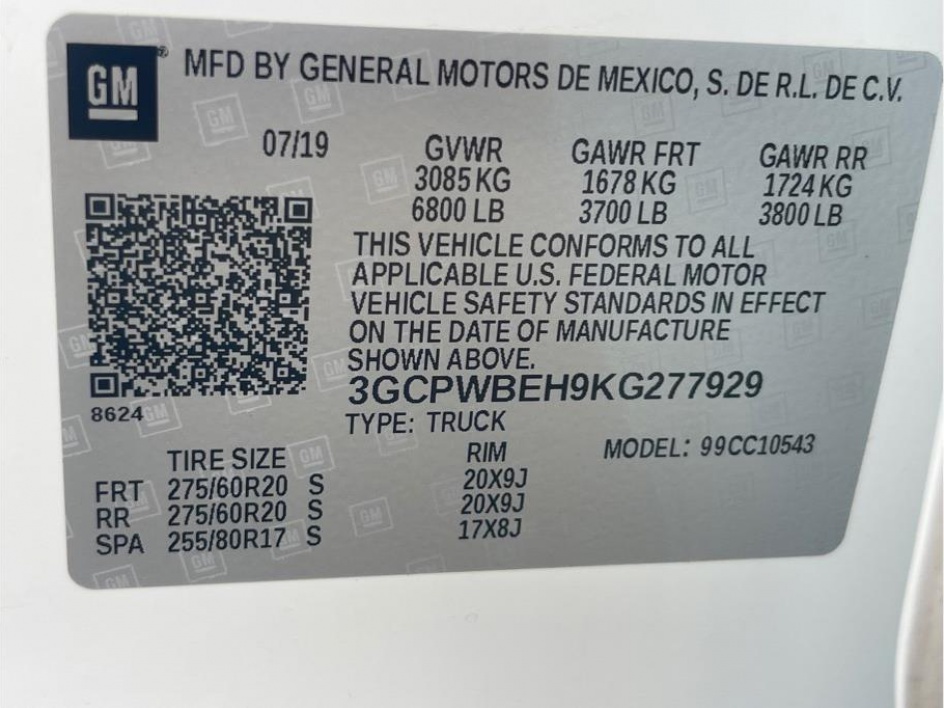 GM® MFD BY GENERAL MOTORS DE MEXICO, S. DE R.L. DE C.V.
07/19 GVWR GAWR FRT GAWR RR
3085 KG 1678 KG 1724 KG
6800 LB 3700 LB 3800 LB
THIS VEHICLE CONFORMS TO ALL
APPLICABLE U.S. FEDERAL MOTOR
VEHICLE SAFETY STANDARDS IN EFFECT
ON THE DATE OF MANUFACTURE
SHOWN ABOVE.
3GCPWBEH9KG277929
8624
TYPE: TRUCK
TIRE SIZE RIM MODEL: 99CC10543
FRT 275/60R20 S 20X9J
RR 275/60R20 S 20X9J
SPA 255/80R17 S 17X8J